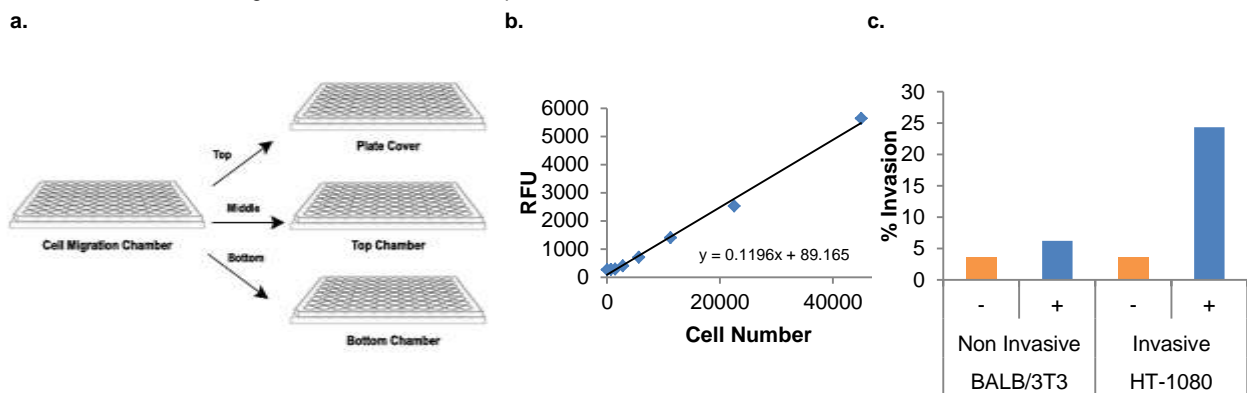 a.
b.
c.
Top
Plate Cover
Middle
Cell Migration Chamber
Top Chamber
Bottom
Bottom Chamber
RFU
6000
5000
4000
3000
2000
1000
0
y = 0.1196x + 89.165
0 20000 40000
Cell Number
% Invasion
30
25
20
15
10
5
0
- + - +
Non Invasive Invasive
BALB/3T3 HT-1080